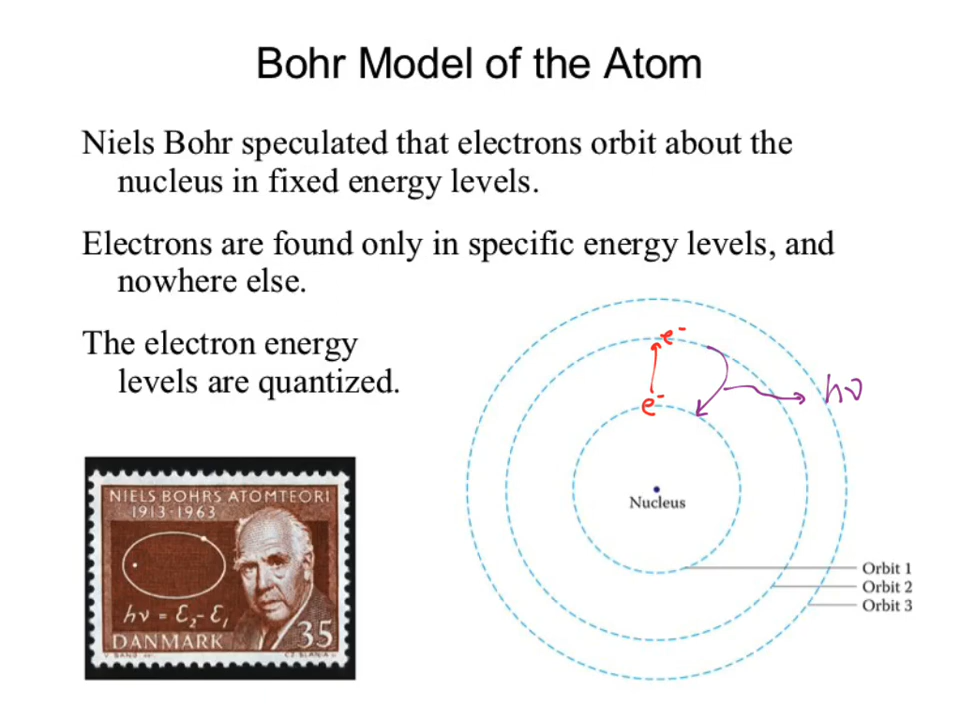 Bohr Model of the Atom
Niels Bohr speculated that electrons orbit about the
nucleus in fixed energy levels.
Electrons are found only in specific energy levels, and
nowhere else.
The electron energy
levels are quantized.
e⁻
e⁻
hν
Nucleus
Orbit 1
Orbit 2
Orbit 3
NIELS BOHRS ATOMTEORI
1913-1963
hν = Ɛ₂-Ɛ₁
DANMARK
35